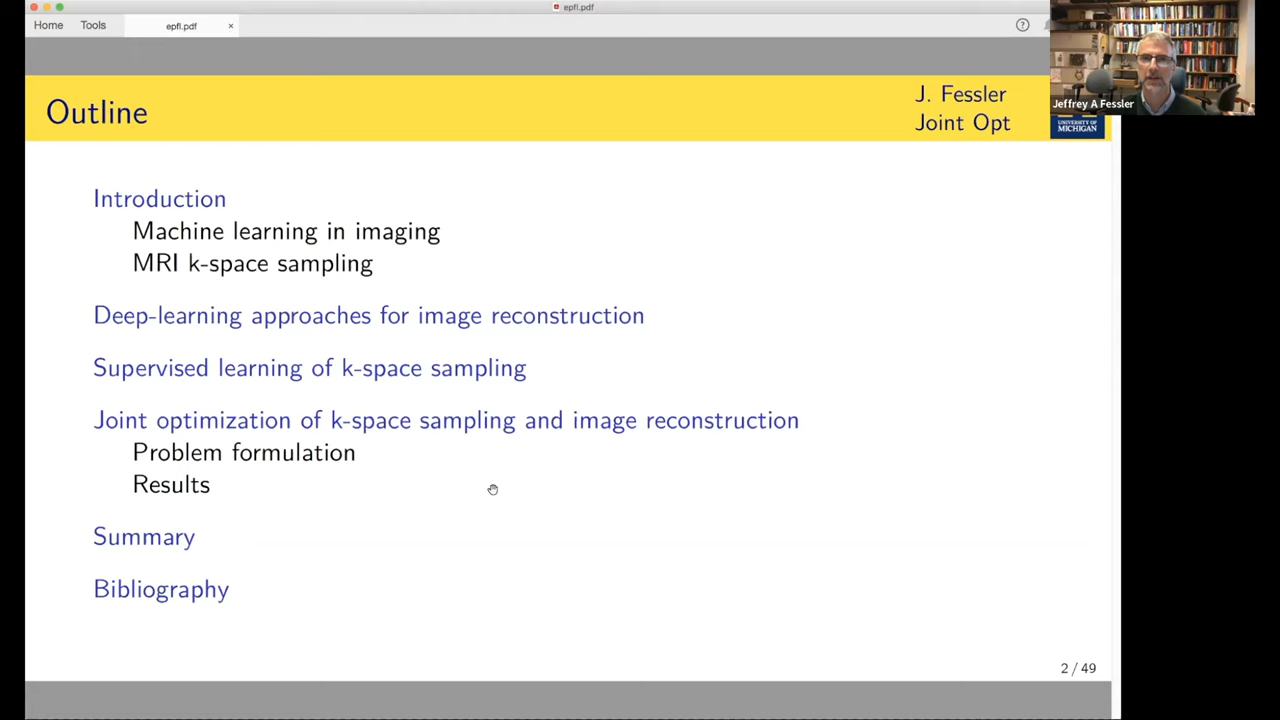 epfl.pdf
Home Tools epfl.pdf ×
?
Outline
J. Fessler
Joint Opt
UNIVERSITY OF
MICHIGAN
Jeffrey A Fessler
Introduction
Machine learning in imaging
MRI k-space sampling
Deep-learning approaches for image reconstruction
Supervised learning of k-space sampling
Joint optimization of k-space sampling and image reconstruction
Problem formulation
Results
Summary
Bibliography
2 / 49